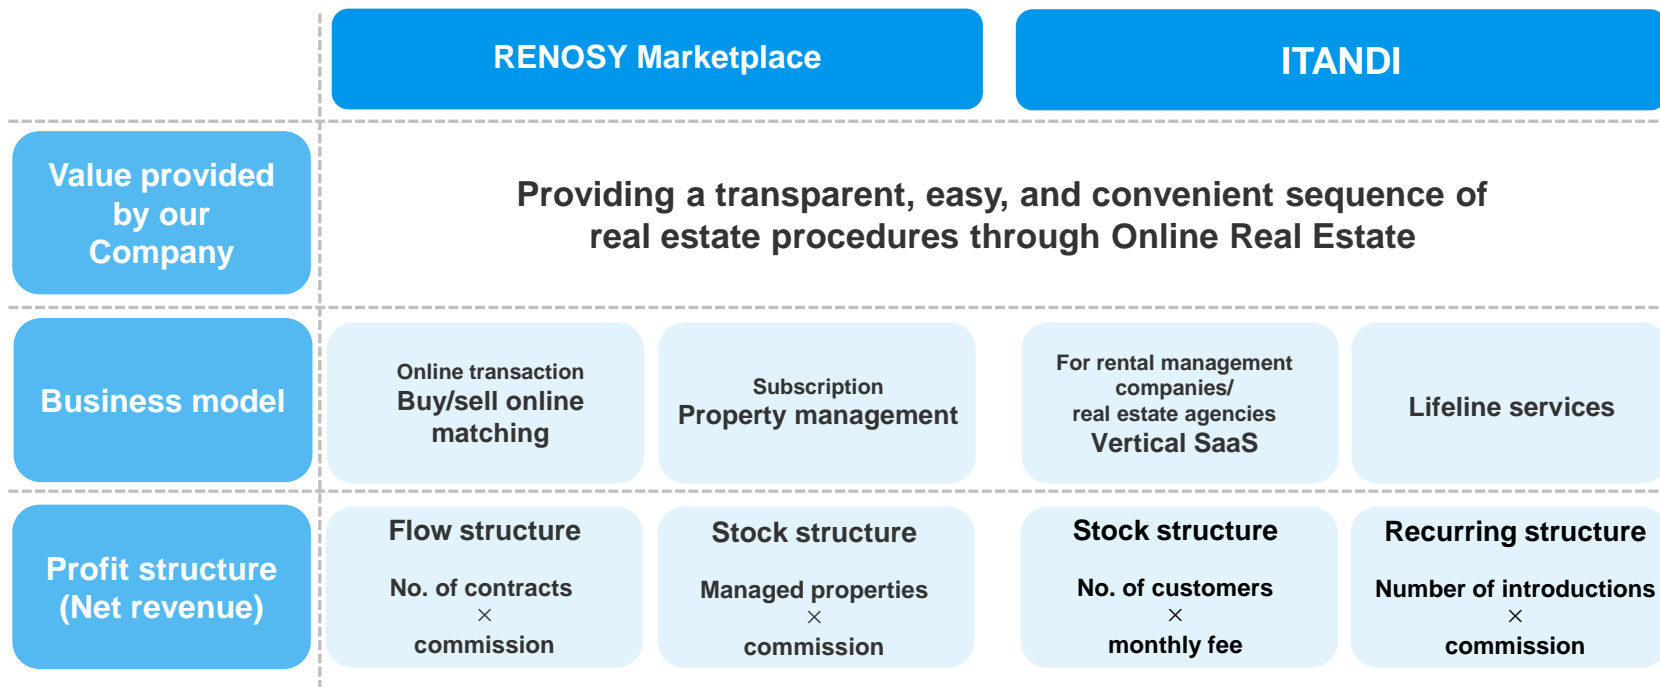 RENOSY Marketplace
ITANDI
Value provided
by our
Company
Providing a transparent, easy, and convenient sequence of
real estate procedures through Online Real Estate
Business model
Online transaction
Buy/sell online
matching
Subscription
Property management
For rental management
companies/
real estate agencies
Vertical SaaS
Lifeline services
Profit structure
(Net revenue)
Flow structure
No. of contracts
×
commission
Stock structure
Managed properties
×
commission
Stock structure
No. of customers
×
monthly fee
Recurring structure
Number of introductions
×
commission